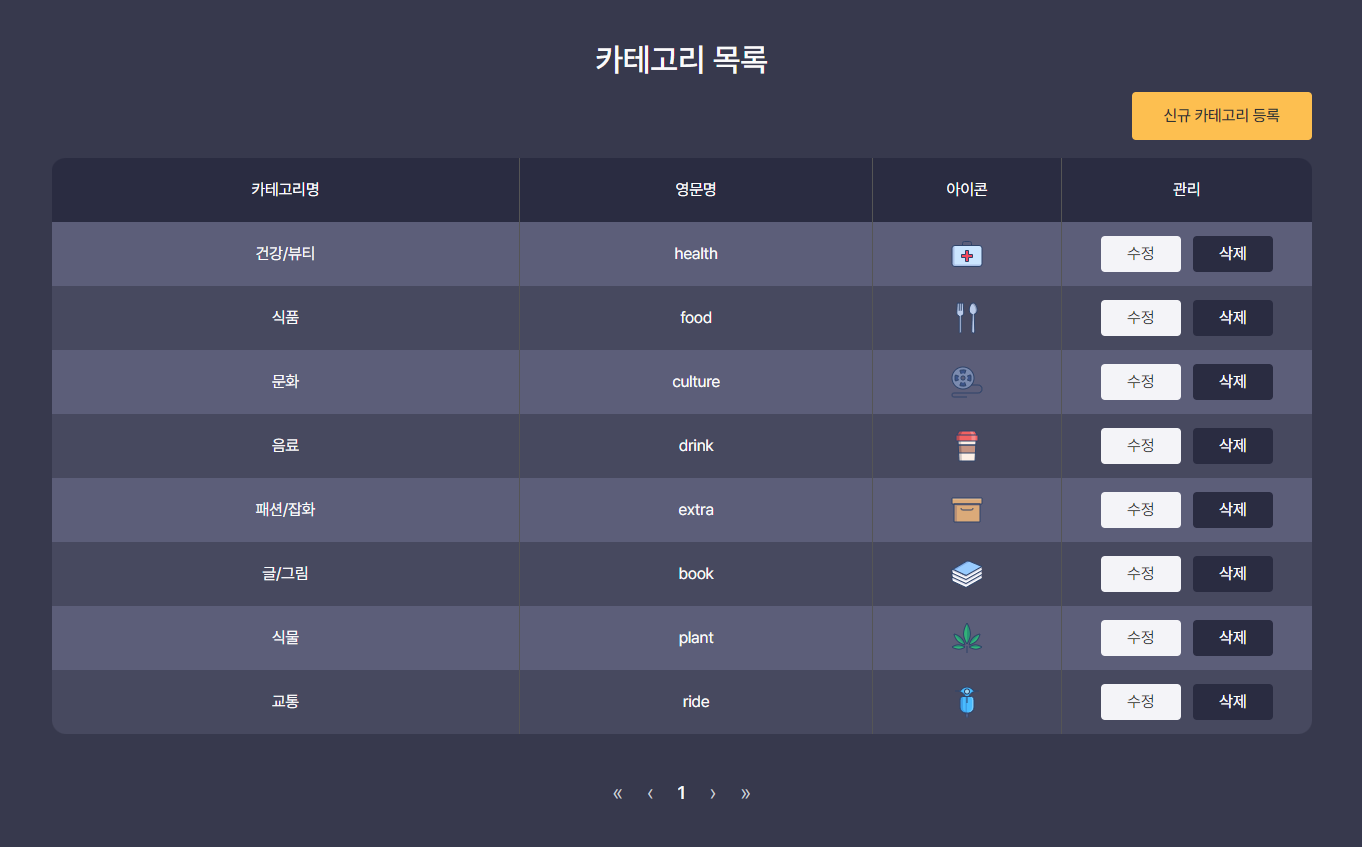 카테고리 목록
신규 카테고리 등록
카테고리명 영문명 아이콘 관리
건강/뷰티 health 수정 삭제
식품 food 수정 삭제
문화 culture 수정 삭제
음료 drink 수정 삭제
패션/잡화 extra 수정 삭제
글/그림 book 수정 삭제
식물 plant 수정 삭제
교통 ride 수정 삭제
« ‹ 1 › »